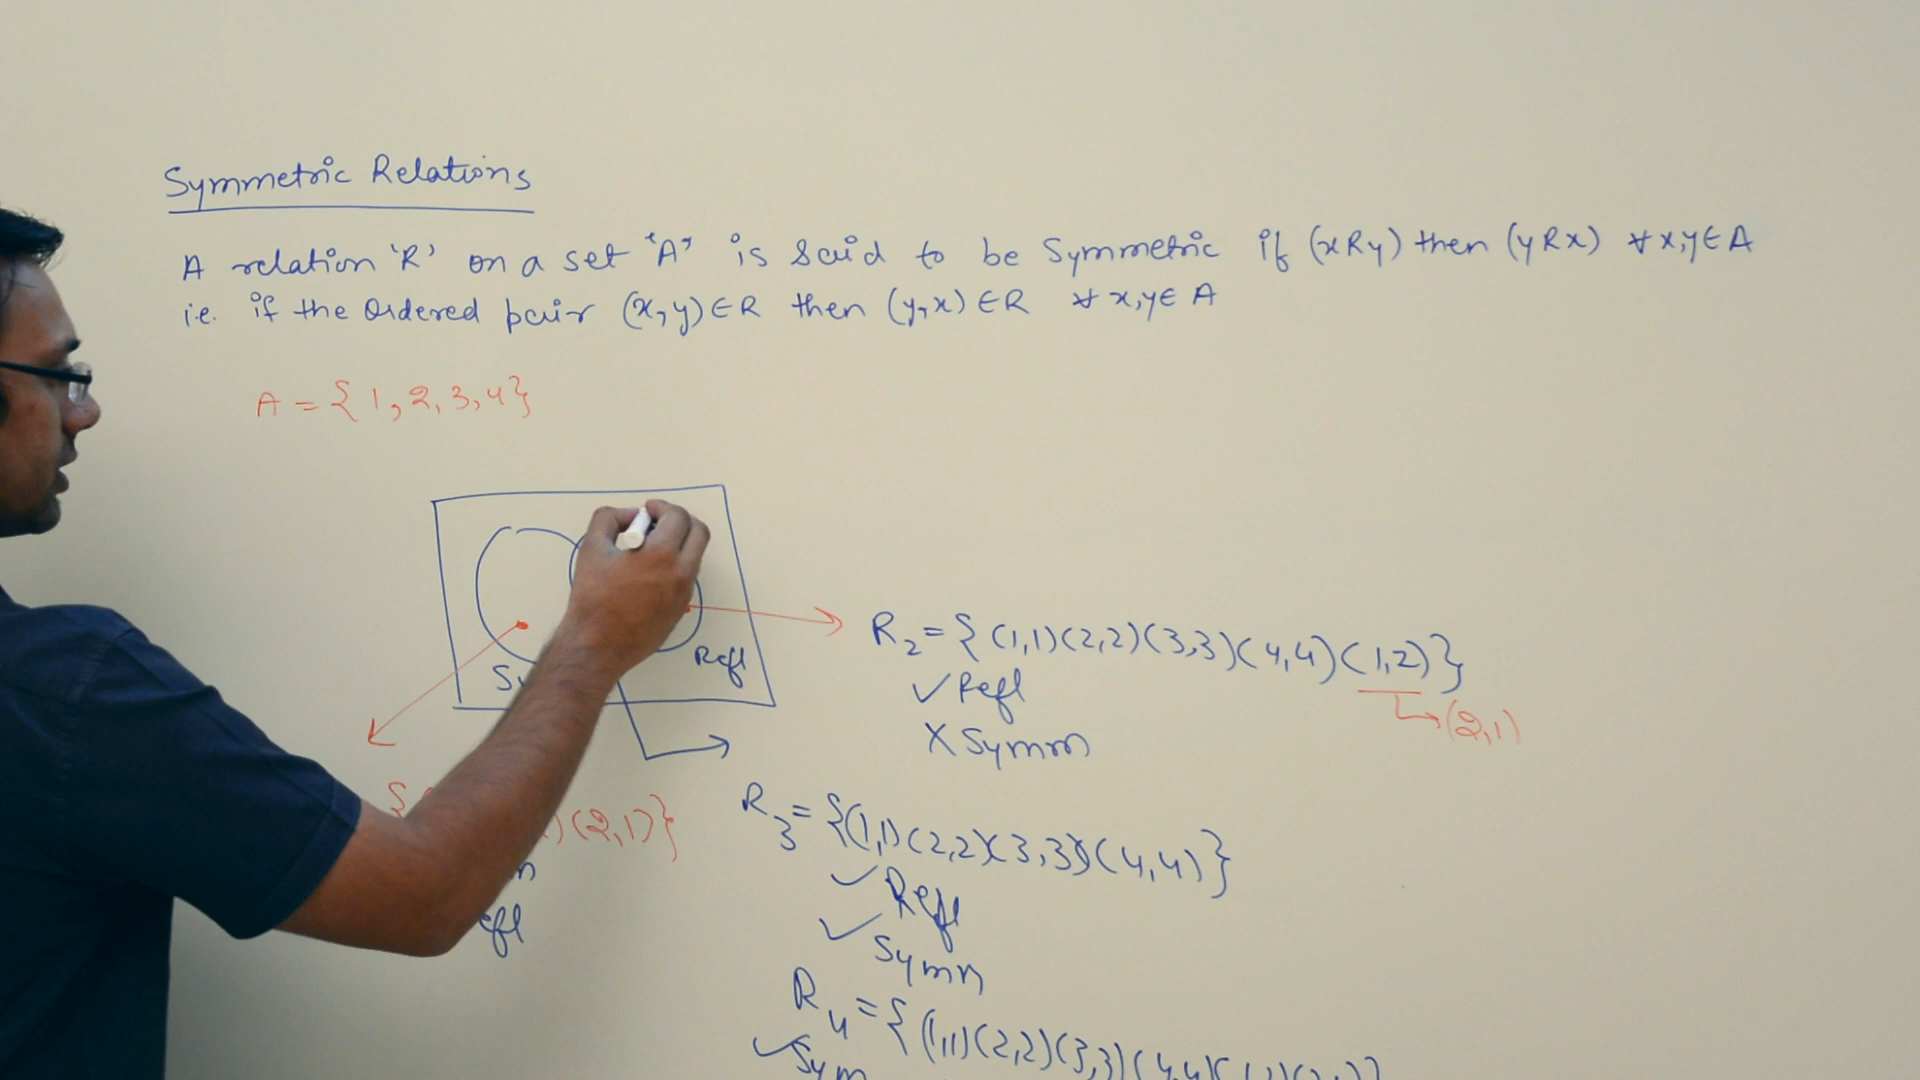 Symmetric Relations
A relation 'R' on a set 'A' is said to be Symmetric if (xRy) then (yRx) ∀ x,y ∈ A
i.e. if the Ordered pair (x,y) ∈ R then (y,x) ∈ R ∀ x,y ∈ A
A = {1,2,3,4}
Refl
R2 = {(1,1)(2,2)(3,3)(4,4)(1,2)}
✓ Refl
(2,1)
X Symm
(2,1)}
R3 = {(1,1)(2,2)(3,3)(4,4)}
✓ Refl
✓ Symm
R4 = {(1,1)(2,2)(3,3)(4,4)
✓ Sym